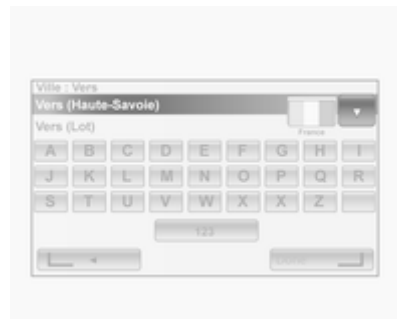 Ville : Vers
Vers (Haute-Savoie)
France
Vers (Lot)
A B C D E F G H I
J K L M N O P Q R
S T U V W X X Z
123